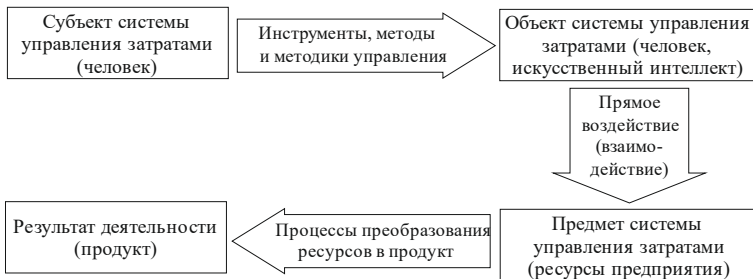 Субъект системы
управления затратами
(человек)
Инструменты, методы
и методики управления
Объект системы управления
затратами (человек,
искусственный интеллект)
Прямое
воздействие
(взаимо-
действие)
Предмет системы
управления затратами
(ресурсы предприятия)
Процессы преобразования
ресурсов в продукт
Результат деятельности
(продукт)